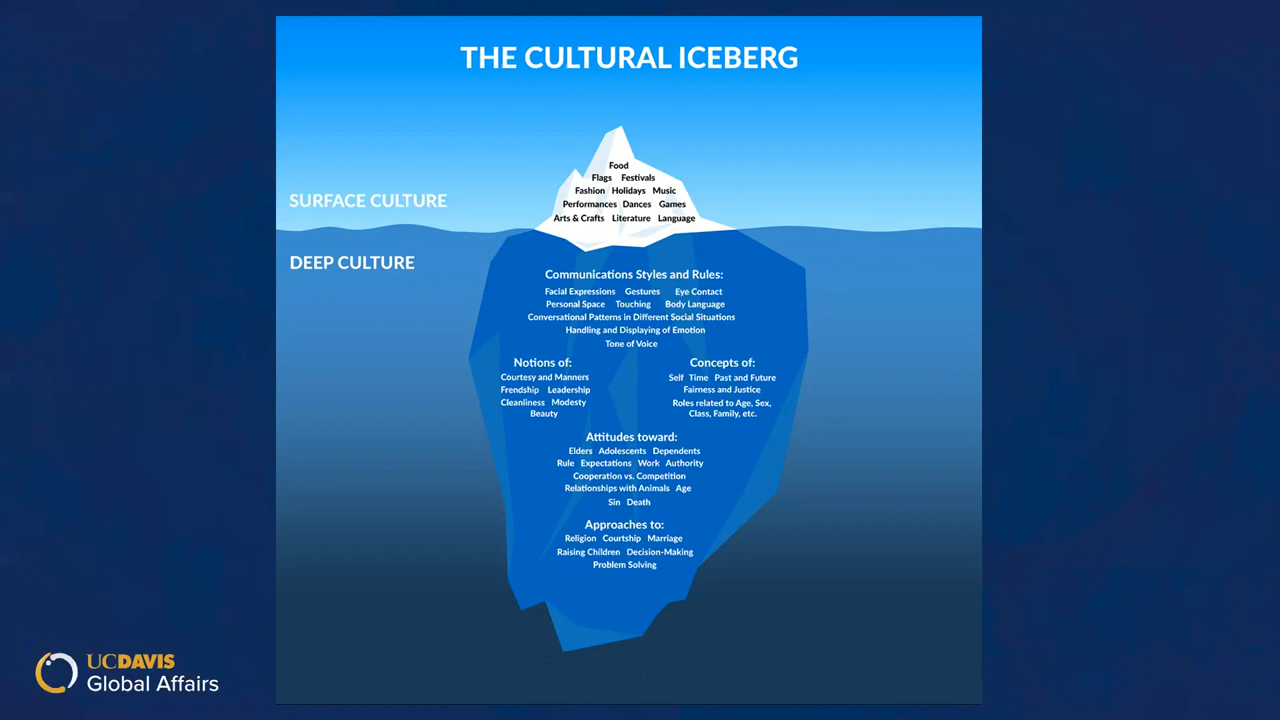 THE CULTURAL ICEBERG
Food
Flags Festivals
Fashion Holidays Music
SURFACE CULTURE
Performances Dances Games
Arts & Crafts Literature Language
DEEP CULTURE
Communications Styles and Rules:
Facial Expressions Gestures Eye Contact
Personal Space Touching Body Language
Conversational Patterns in Different Social Situations
Handling and Displaying of Emotion
Tone of Voice
Notions of:
Courtesy and Manners
Frendship Leadership
Cleanliness Modesty
Beauty
Concepts of:
Self Time Past and Future
Fairness and Justice
Roles related to Age, Sex,
Class, Family, etc.
Attitudes toward:
Elders Adolescents Dependents
Rule Expectations Work Authority
Cooperation vs. Competition
Relationships with Animals Age
Sin Death
Approaches to:
Religion Courtship Marriage
Raising Children Decision-Making
Problem Solving
UCDAVIS
Global Affairs